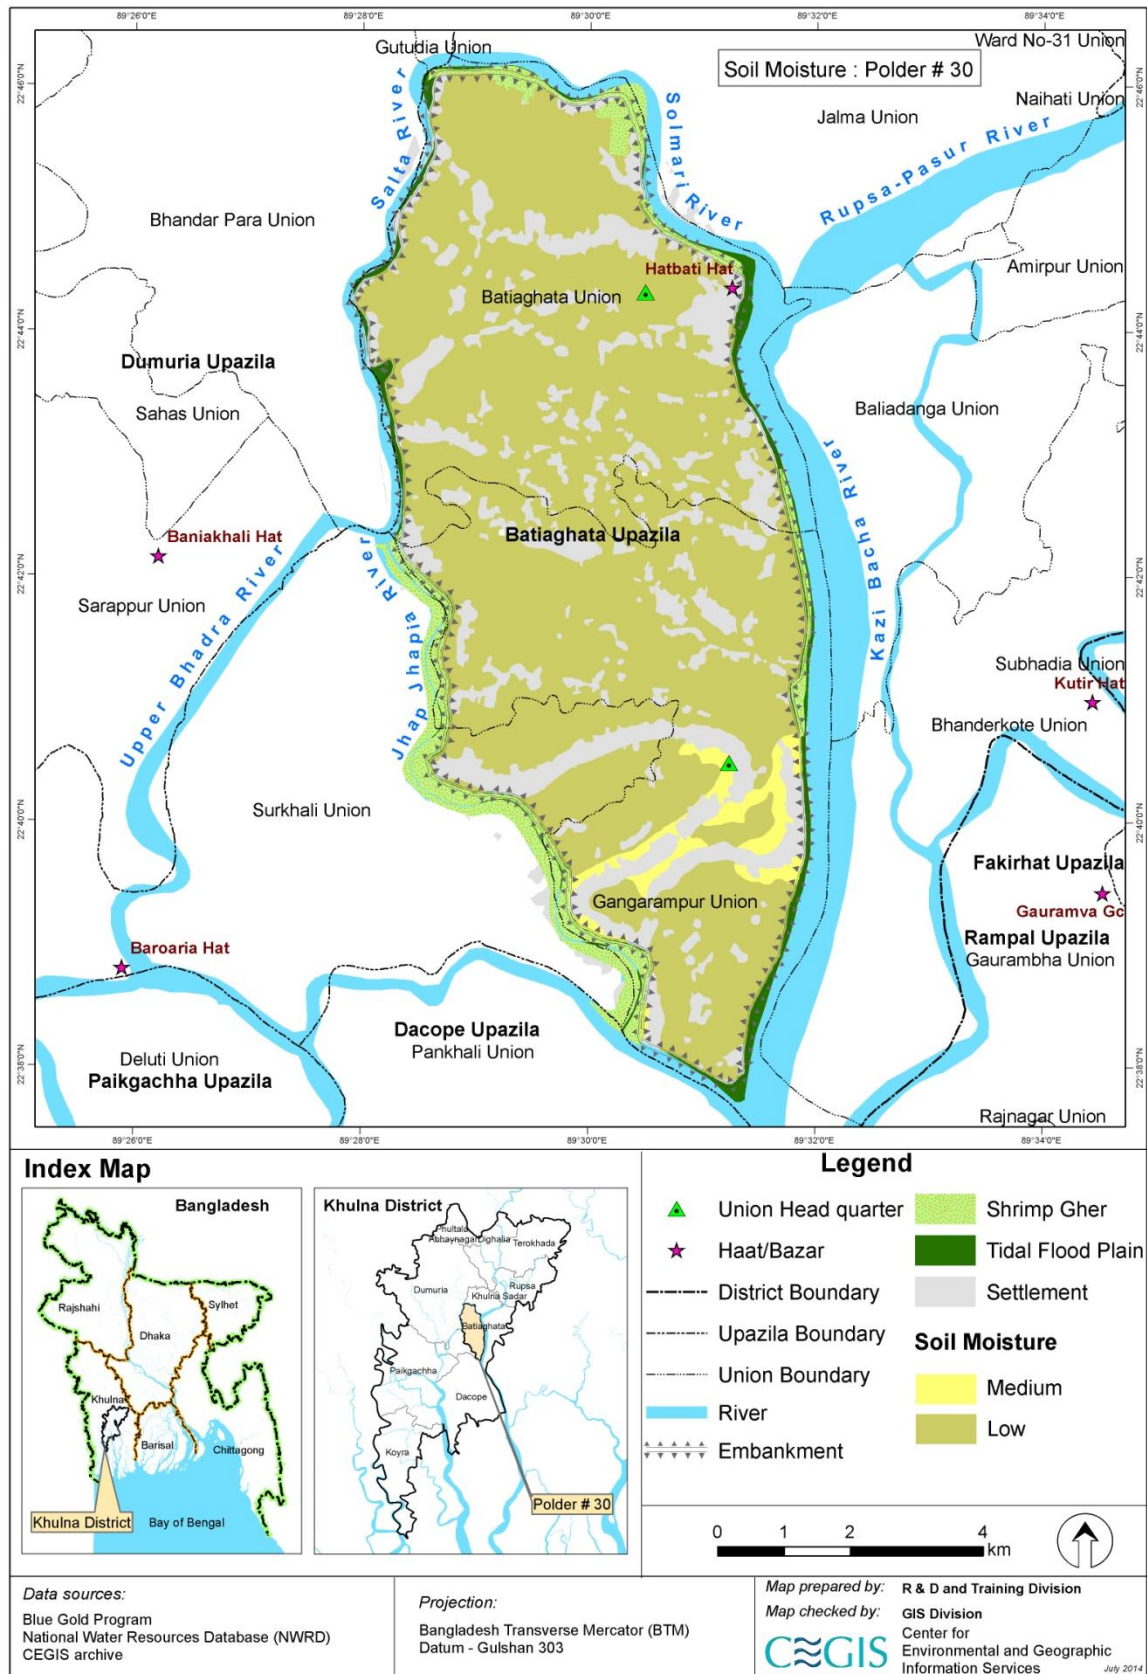 89°26'0"E
89°28'0"E
89°30'0"E
89°32'0"E
89°34'0"E
Gutudia Union
Ward No-31 Union
Soil Moisture : Polder # 30
22°46'0"N
22°46'0"N
Naihati Union
Jalma Union
Salta River
Solmari River
Rupsa-Pasur River
Bhandar Para Union
Hatbati Hat
Amirpur Union
Batiaghata Union
22°44'0"N
22°44'0"N
Dumuria Upazila
Sahas Union
Baliadanga Union
Baniakhali Hat
Batiaghata Upazila
22°42'0"N
22°42'0"N
Sarappur Union
Upper Bhadra River
Jhap Jhapia River
Kazi Bacha River
Subhadia Union
Kutir Hat
Bhanderkote Union
Surkhali Union
22°40'0"N
22°40'0"N
Fakirhat Upazila
Gangarampur Union
Gauramva Gc
Baroaria Hat
Rampal Upazila
Gaurambha Union
Dacope Upazila
Pankhali Union
Deluti Union
Paikgachha Upazila
22°38'0"N
22°38'0"N
Rajnagar Union
89°26'0"E
89°28'0"E
89°30'0"E
89°32'0"E
89°34'0"E
Index Map
Bangladesh
Rajshahi
Sylhet
Dhaka
Khulna
Barisal
Chittagong
Khulna District
Bay of Bengal
Khulna District
Phultala
Abhaynagar
Dighalia
Terokhada
Dumuria
Rupsa
Khulna Sadar
Batiaghata
Paikgachha
Dacope
Koyra
Polder # 30
Legend
Union Head quarter
Haat/Bazar
District Boundary
Upazila Boundary
Union Boundary
River
Embankment
Shrimp Gher
Tidal Flood Plain
Settlement
Soil Moisture
Medium
Low
0 1 2 4
km
Data sources:
Blue Gold Program
National Water Resources Database (NWRD)
CEGIS archive
Projection:
Bangladesh Transverse Mercator (BTM)
Datum - Gulshan 303
Map prepared by: R & D and Training Division
Map checked by: GIS Division
CEGIS
Center for
Environmental and Geographic
Information Services
July 2014